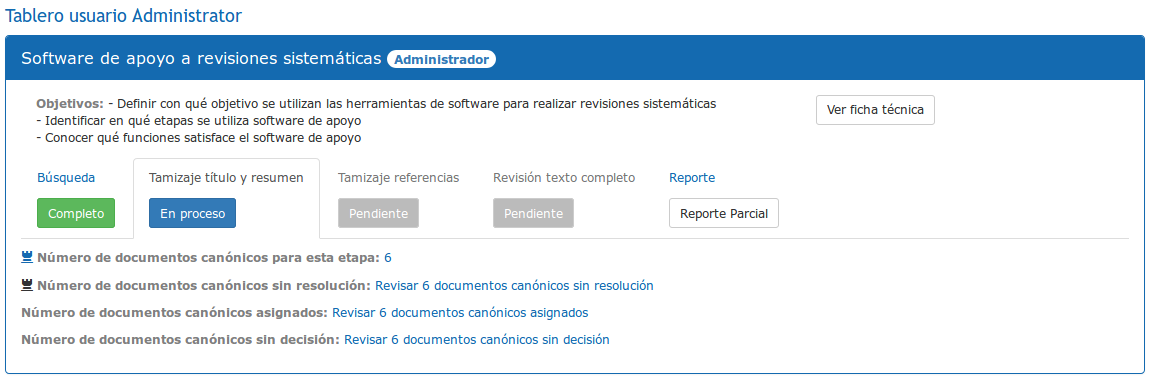 Tablero usuario Administrator
Software de apoyo a revisiones sistemáticas Administrador
Objetivos: - Definir con qué objetivo se utilizan las herramientas de software para realizar revisiones sistemáticas
- Identificar en qué etapas se utiliza software de apoyo
- Conocer qué funciones satisface el software de apoyo
Ver ficha técnica
Búsqueda Tamizaje título y resumen Tamizaje referencias Revisión texto completo Reporte
Completo En proceso Pendiente Pendiente Reporte Parcial
Número de documentos canónicos para esta etapa: 6
Número de documentos canónicos sin resolución: Revisar 6 documentos canónicos sin resolución
Número de documentos canónicos asignados: Revisar 6 documentos canónicos asignados
Número de documentos canónicos sin decisión: Revisar 6 documentos canónicos sin decisión